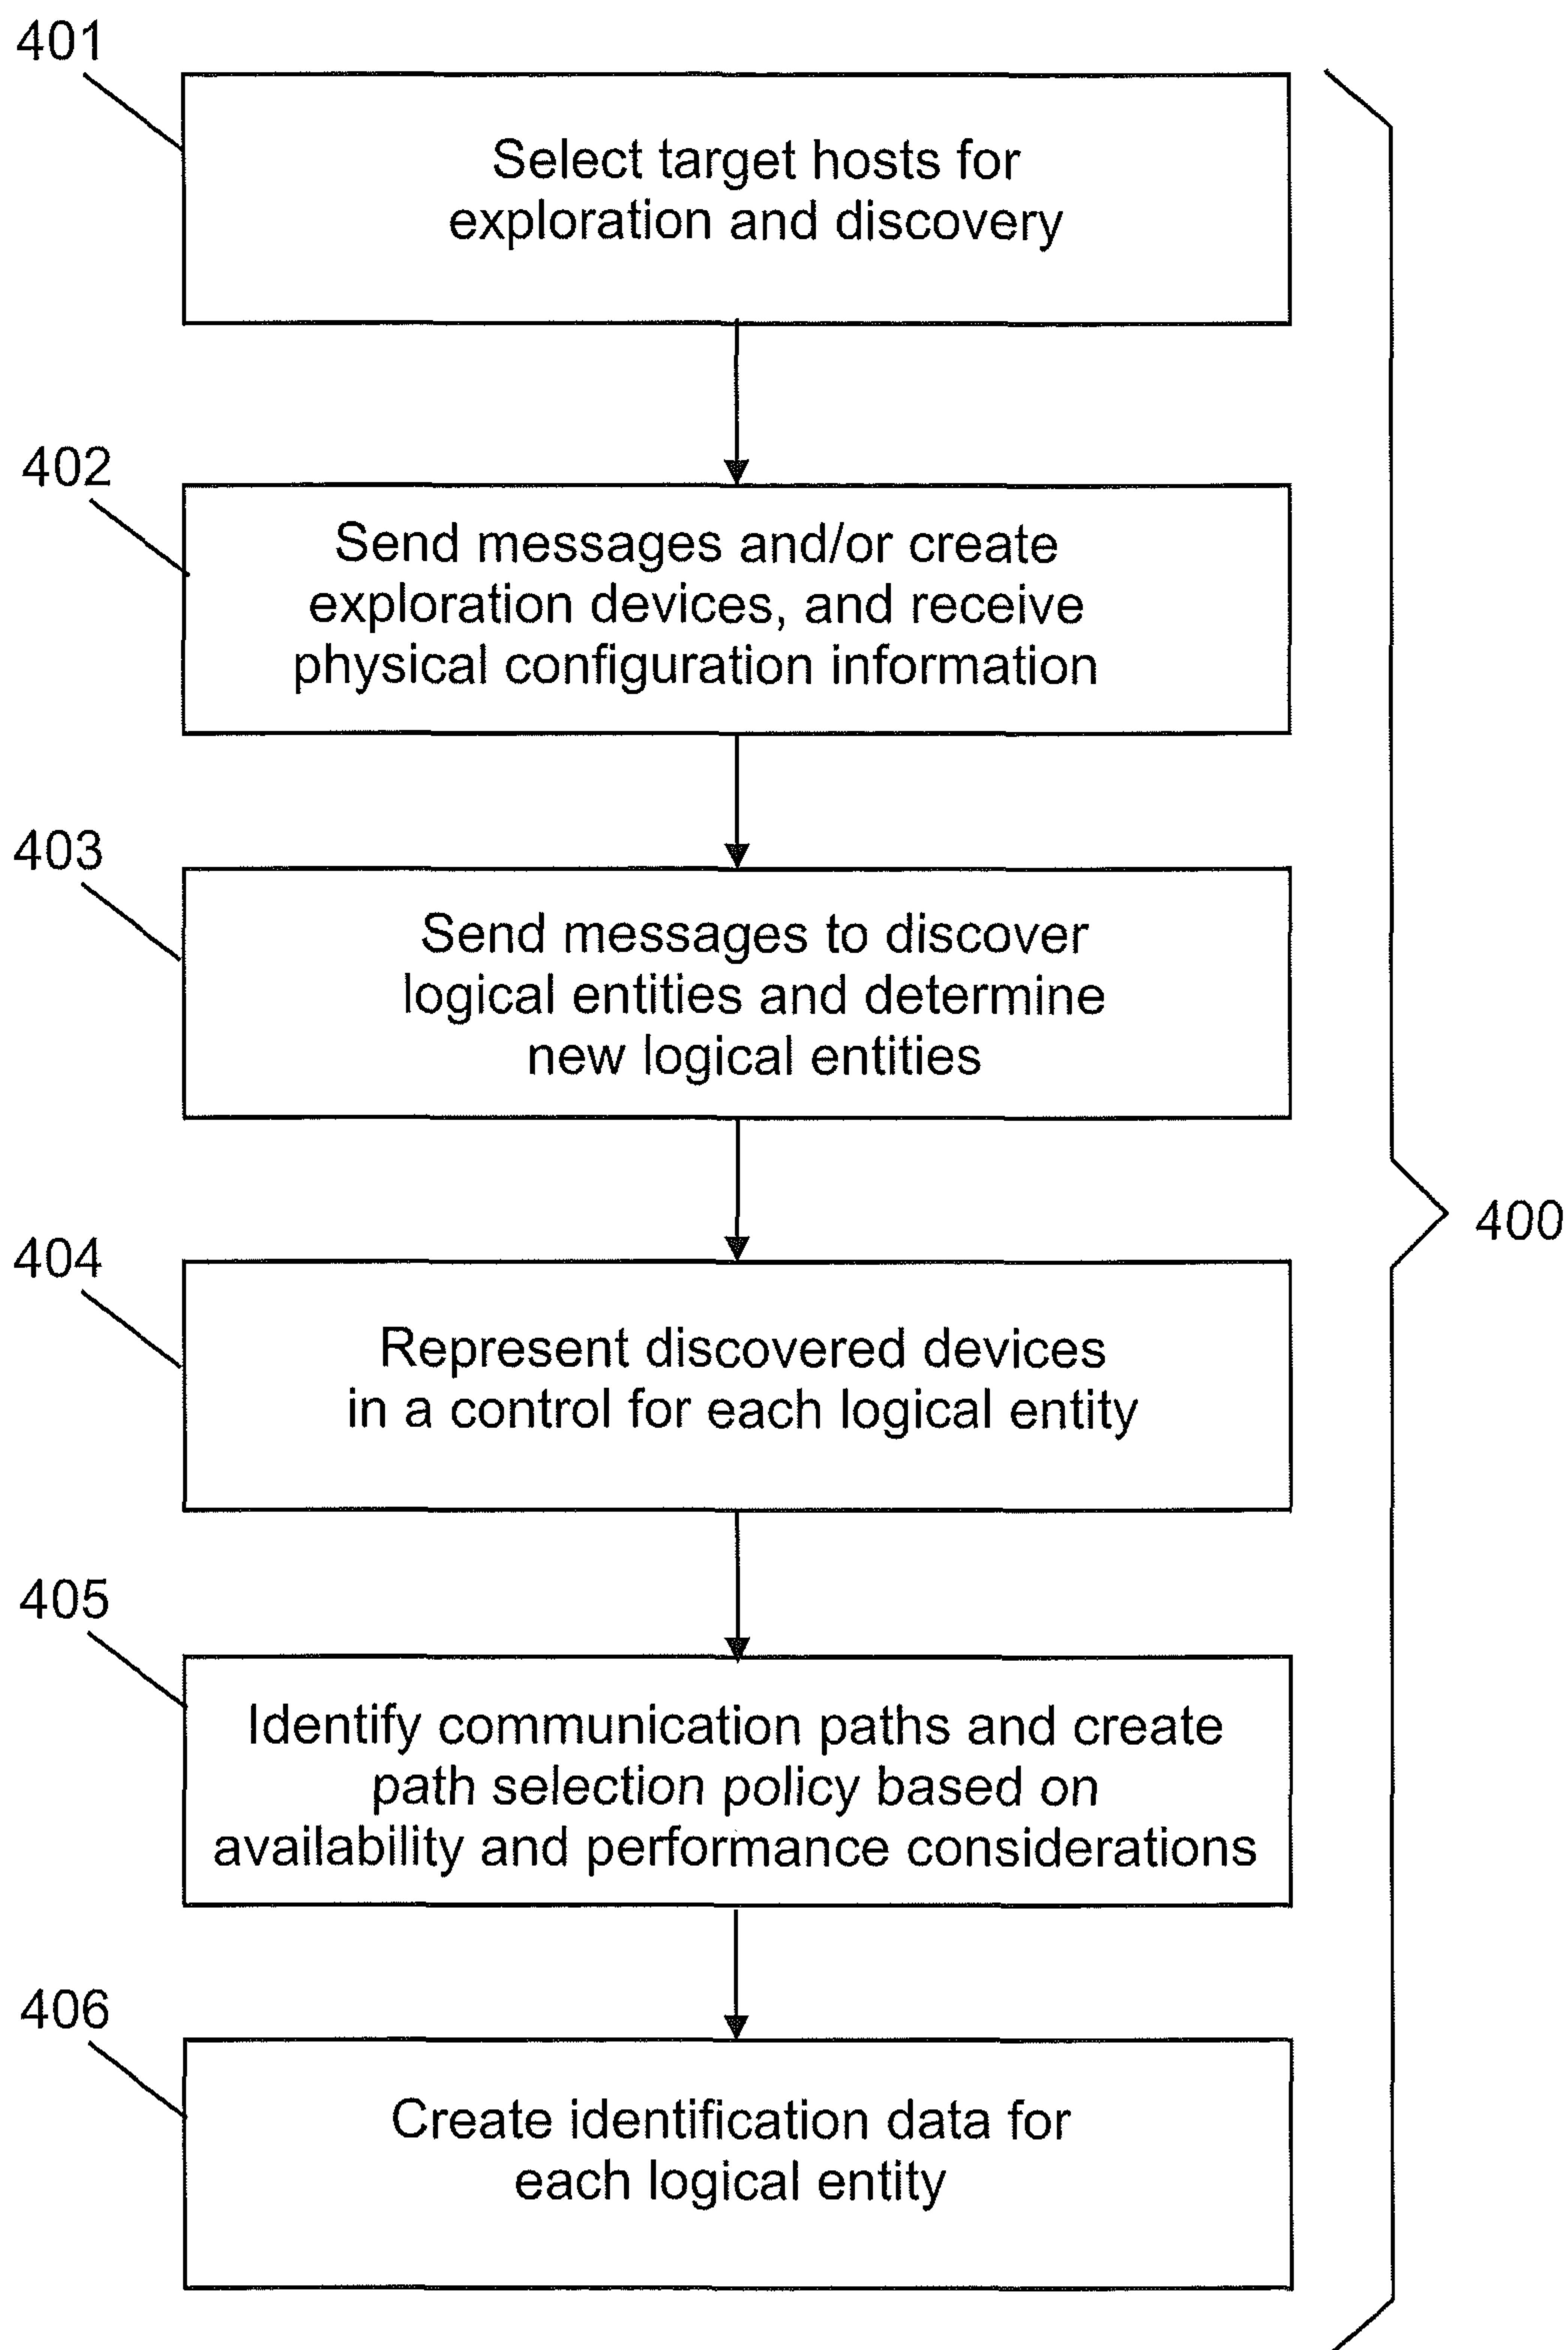 401
Select target hosts for
exploration and discovery
402
Send messages and/or create
exploration devices, and receive
physical configuration information
403
Send messages to discover
logical entities and determine
new logical entities
400
404
Represent discovered devices
in a control for each logical entity
405
Identify communication paths and create
path selection policy based on
availability and performance considerations
406
Create identification data for
each logical entity